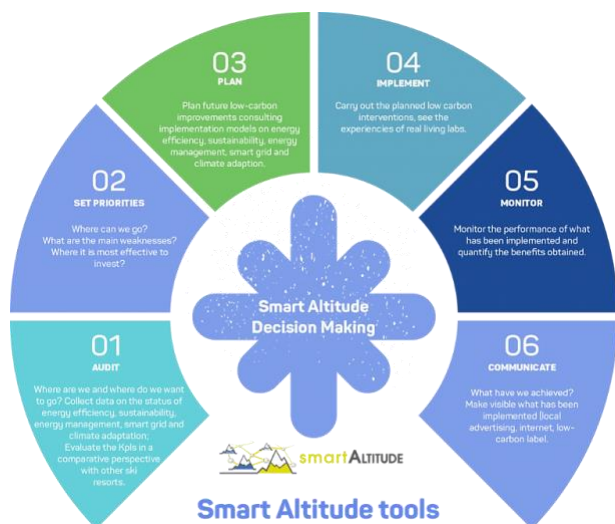 01
AUDIT
Where are we and where do we want
to go? Collect data on the status of
energy efficiency, sustainability,
energy management, smart grid and
climate adaptation;
Evaluate the KpIs in a
comparative perspective
with other ski
resorts.
02
SET PRIORITIES
Where can we go?
What are the main weaknesses?
Where it is most effective to
invest?
03
PLAN
Plan future low-carbon
improvements consulting
implementation models on energy
efficiency, sustainability, energy
management, smart grid and
climate adaption.
04
IMPLEMENT
Carry out the planned low carbon
interventions, see the
experiencies of real living labs.
05
MONITOR
Monitor the performance of what
has been implemented and
quantify the benefits obtained.
06
COMMUNICATE
What have we achieved?
Make visible what has been
implemented (local
advertising, internet, low-
carbon label.
Smart Altitude
Decision Making
smartALTITUDE
Smart Altitude tools